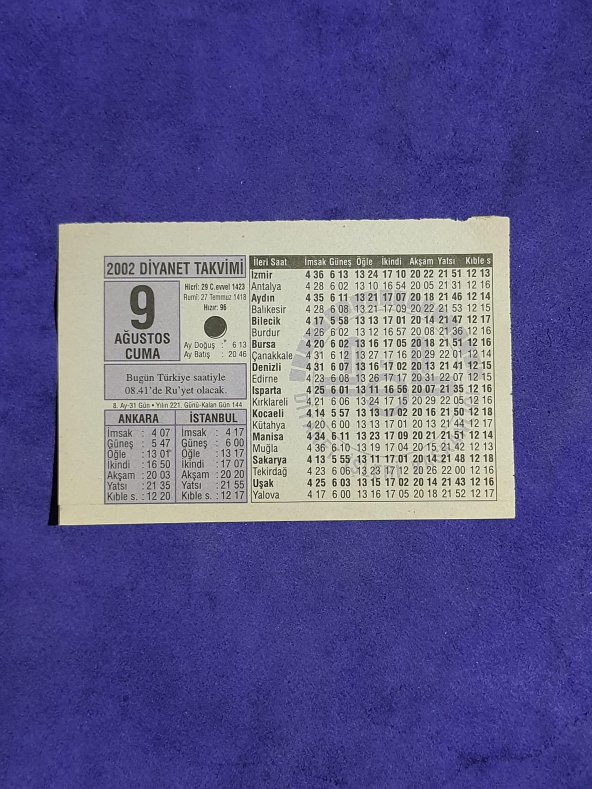 2002 DİYANET TAKVİMİ
9
AĞUSTOS
CUMA
Hicrî: 29 C.evvel 1423
Rumî: 27 Temmuz 1418
Hızır: 96
Ay Doğuş : 6 13
Ay Batış : 20 46
Bugün Türkiye saatiyle
08.41'de Ru'yet olacak.
8. Ay-31 Gün • Yılın 221. Günü-Kalan Gün 144
ANKARA
İmsak : 4 07
Güneş : 5 47
Öğle : 13 01
İkindi : 16 50
Akşam : 20 03
Yatsı : 21 35
Kıble s. : 12 20
İSTANBUL
İmsak : 4 17
Güneş : 6 00
Öğle : 13 17
İkindi : 17 07
Akşam : 20 20
Yatsı : 21 55
Kıble s. : 12 17
İleri Saat İmsak Güneş Öğle İkindi Akşam Yatsı Kıble s
İzmir 4 36 6 13 13 24 17 10 20 22 21 51 12 13
Antalya 4 28 6 02 13 10 16 54 20 05 21 31 12 16
Aydın 4 35 6 11 13 21 17 07 20 18 21 46 12 14
Balıkesir 4 28 6 08 13 21 17 09 20 22 21 53 12 15
Bilecik 4 17 5 58 13 13 17 01 20 14 21 47 12 17
Burdur 4 26 6 02 13 12 16 57 20 08 21 36 12 16
Bursa 4 20 6 02 13 16 17 05 20 18 21 51 12 16
Çanakkale 4 31 6 12 13 27 17 16 20 29 22 01 12 14
Denizli 4 31 6 07 13 16 17 02 20 13 21 41 12 15
Edirne 4 23 6 08 13 26 17 17 20 31 22 07 12 15
Isparta 4 25 6 01 13 11 16 56 20 07 21 35 12 16
Kırklareli 4 21 6 06 13 24 17 15 20 28 22 05 12 15
Kocaeli 4 14 5 57 13 13 17 02 20 16 21 50 12 18
Kütahya 4 20 6 00 13 13 17 01 20 13 21 44 12 17
Manisa 4 34 6 11 13 23 17 09 20 21 21 51 12 14
Muğla 4 36 6 10 13 19 17 04 20 15 21 42 12 14
Sakarya 4 13 5 55 13 11 17 01 20 14 21 48 12 18
Tekirdağ 4 23 6 06 13 23 17 12 20 26 22 00 12 16
Uşak 4 25 6 03 13 15 17 02 20 14 21 43 12 16
Yalova 4 17 6 00 13 16 17 05 20 18 21 52 12 17